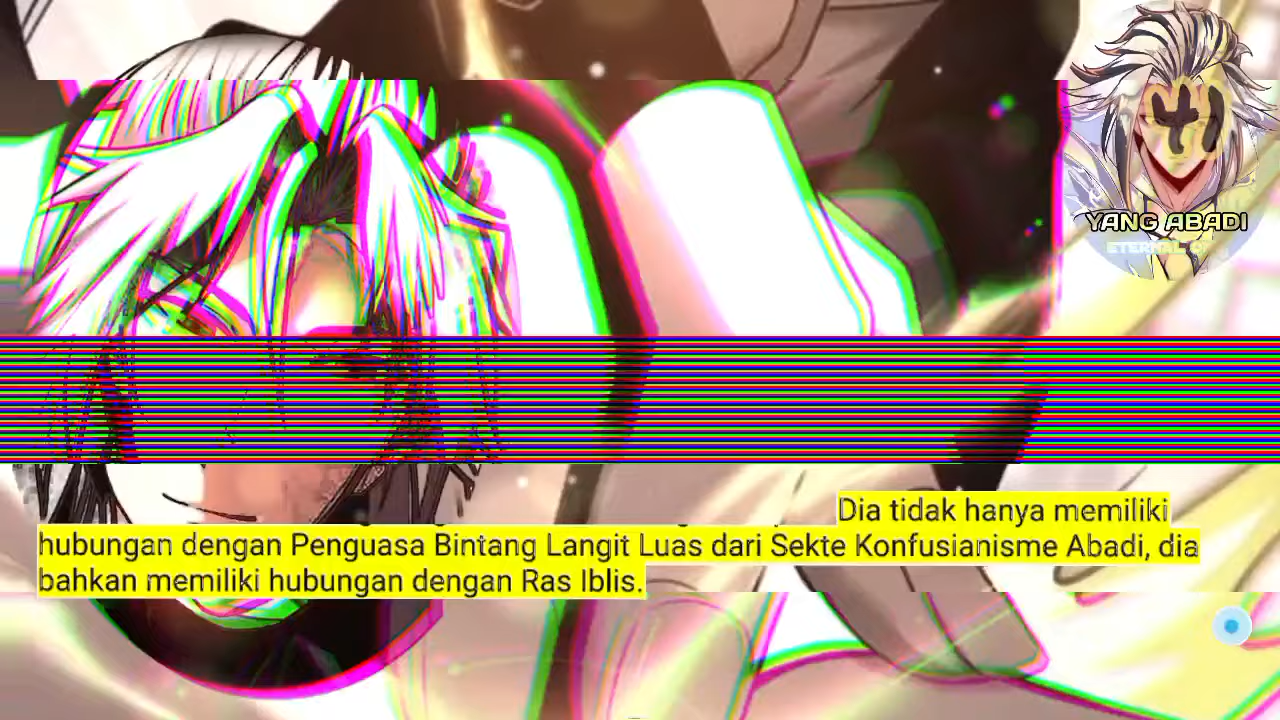 YANG ABADI
Dia tidak hanya memiliki
hubungan dengan Penguasa Bintang Langit Luas dari Sekte Konfusianisme Abadi, dia
bahkan memiliki hubungan dengan Ras Iblis.